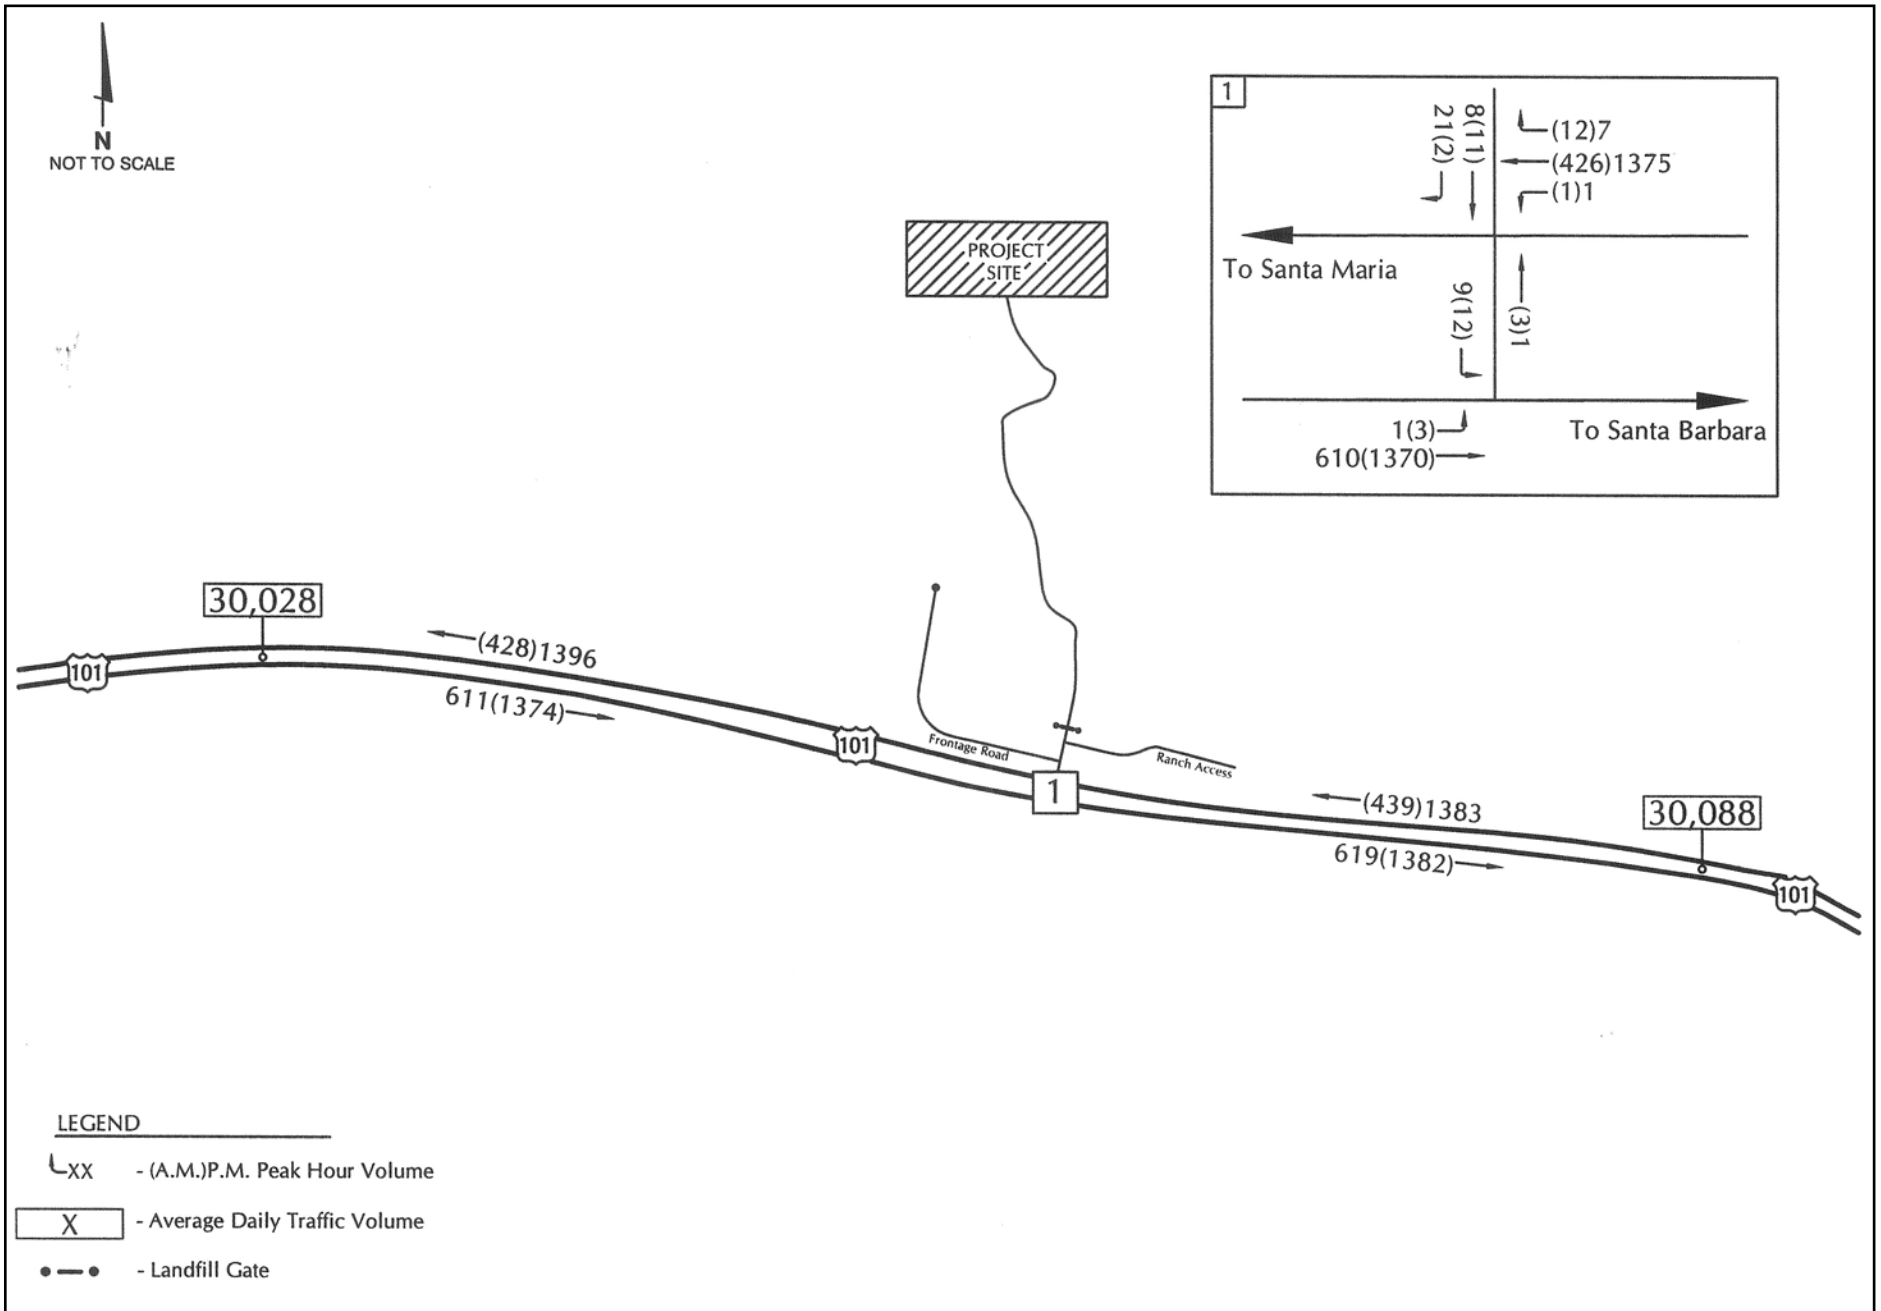 N
NOT TO SCALE
1
8(11)
21(2)
(12)7
(426)1375
(1)1
To Santa Maria
9(12)
(3)1
1(3)
610(1370)
To Santa Barbara
PROJECT
SITE
30,028
101
(428)1396
611(1374)
101
Frontage Road
Ranch Access
1
(439)1383
619(1382)
30,088
101
LEGEND
XX - (A.M.)P.M. Peak Hour Volume
X - Average Daily Traffic Volume
- Landfill Gate